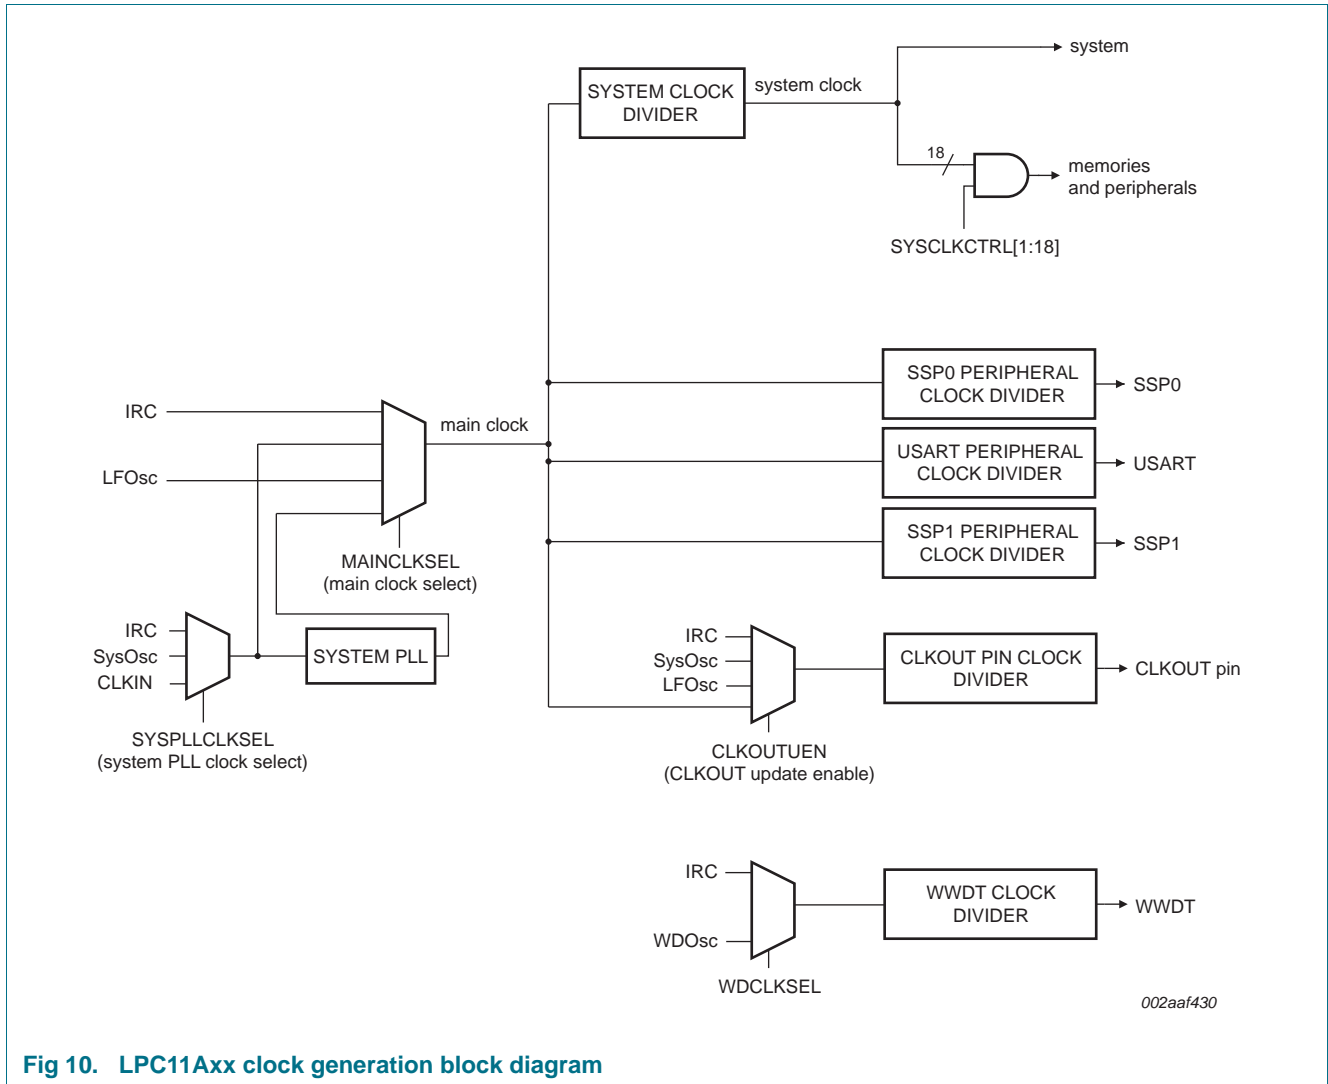 system
SYSTEM CLOCK
DIVIDER
system clock
18
memories
and peripherals
SYSCLKCTRL[1:18]
SSP0 PERIPHERAL
CLOCK DIVIDER
SSP0
IRC
main clock
USART PERIPHERAL
CLOCK DIVIDER
USART
LFOsc
SSP1 PERIPHERAL
CLOCK DIVIDER
SSP1
MAINCLKSEL
(main clock select)
IRC
SysOsc
CLKIN
SYSTEM PLL
SYSPLLCLKSEL
(system PLL clock select)
IRC
SysOsc
LFOsc
CLKOUT PIN CLOCK
DIVIDER
CLKOUT pin
CLKOUTUEN
(CLKOUT update enable)
IRC
WDOsc
WWDT CLOCK
DIVIDER
WWDT
WDCLKSEL
002aaf430
Fig 10. LPC11Axx clock generation block diagram